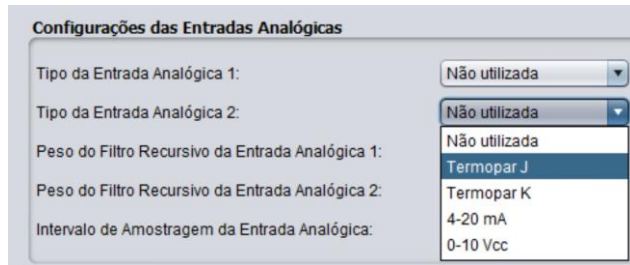 Configurações das Entradas Analógicas
Tipo da Entrada Analógica 1: Não utilizada
Tipo da Entrada Analógica 2: Não utilizada
Não utilizada
Peso do Filtro Recursivo da Entrada Analógica 1:
Termopar J
Peso do Filtro Recursivo da Entrada Analógica 2:
Termopar K
Intervalo de Amostragem da Entrada Analógica:
4-20 mA
0-10 Vcc